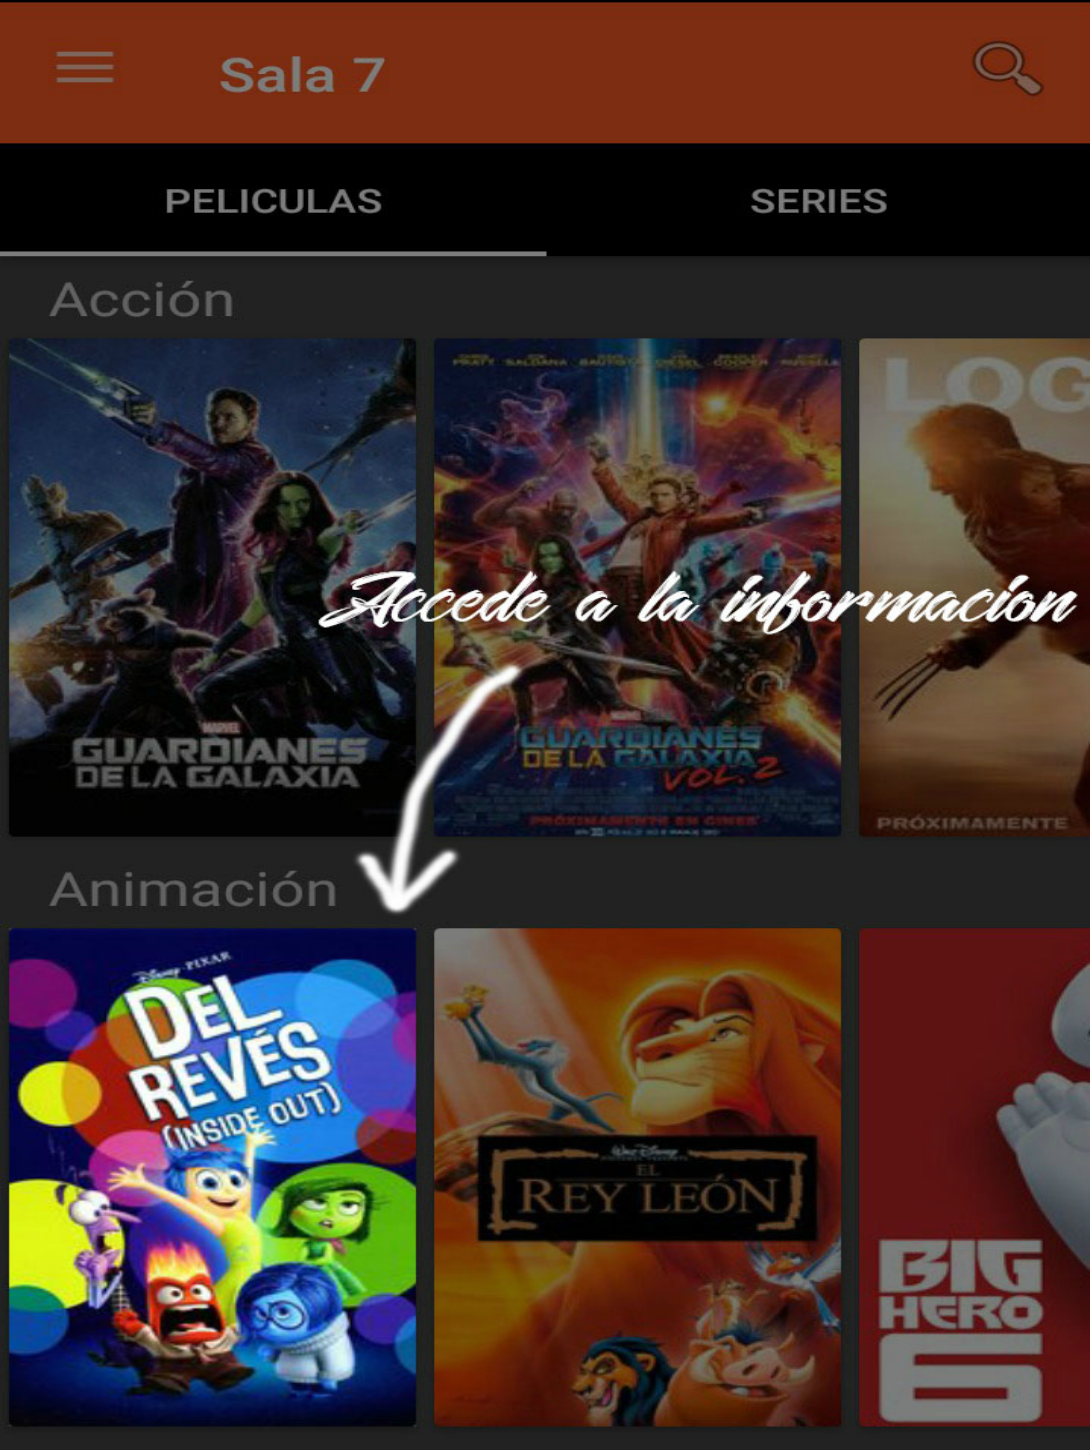 Sala 7
PELICULAS
SERIES
Acción
PRATT SALDANA BAUTISTA DIESEL COOPER RUSSELL
LOG
Accede a la informacion
MARVEL
GUARDIANES
DE LA GALAXIA
MARVEL
GUARDIANES
DE LA GALAXIA
VOL. 2
PRÓXIMAMENTE EN CINES
PRÓXIMAMENTE
Animación
Disney PIXAR
DEL
REVÉS
(INSIDE OUT)
Walt Disney
EL
REY LEÓN
BIG
HERO
6